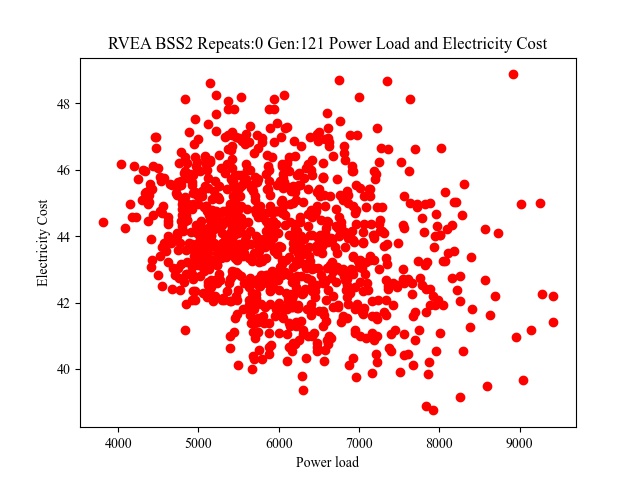 RVEA BSS2 Repeats:0 Gen:121 Power Load and Electricity Cost
48
46
44
42
40
Electricity Cost
4000 5000 6000 7000 8000 9000
Power load